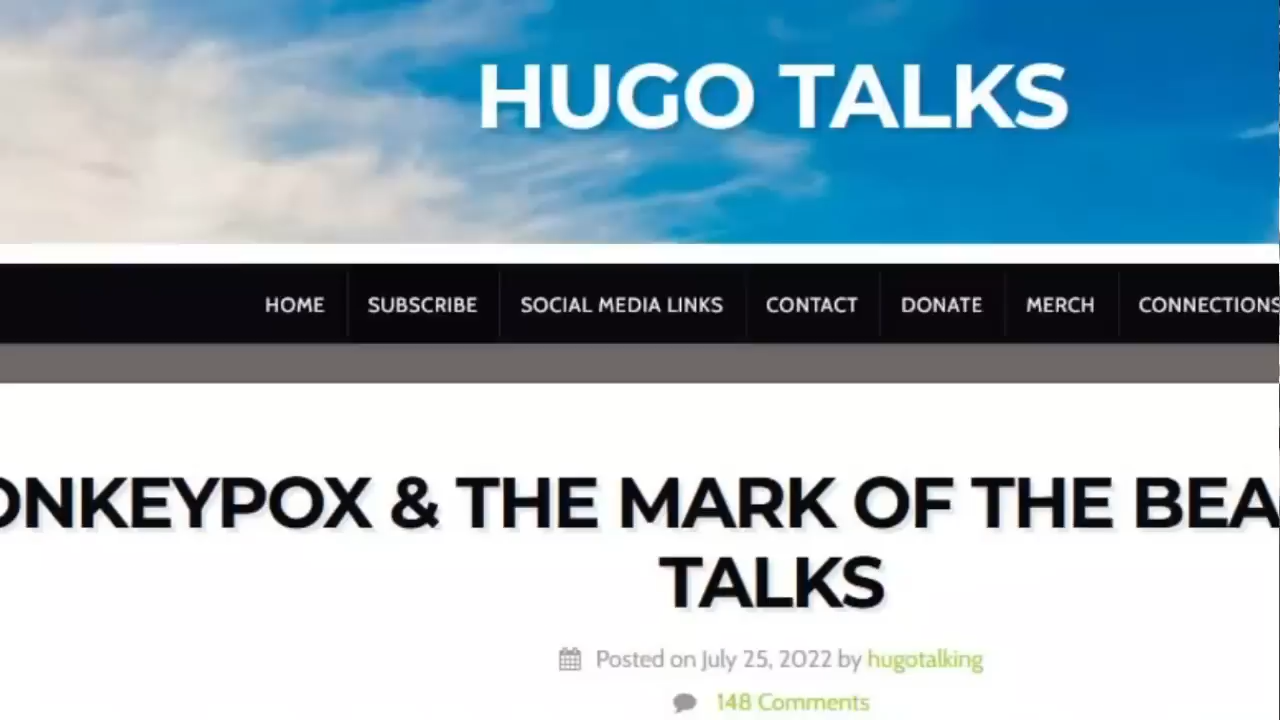 HUGO TALKS
HOME SUBSCRIBE SOCIAL MEDIA LINKS CONTACT DONATE MERCH CONNECTIONS
ONKEYPOX & THE MARK OF THE BEA
TALKS
Posted on July 25, 2022 by hugotalking
148 Comments